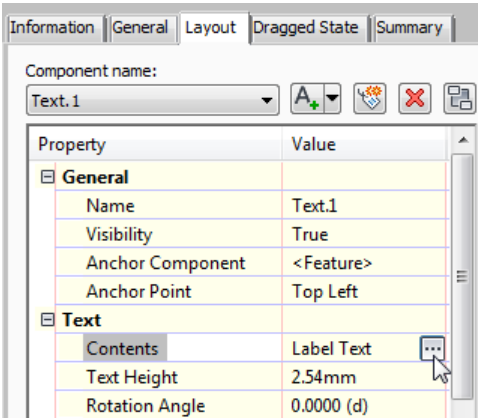 Information General Layout Dragged State Summary
Component name:
Text.1
Property Value
General
Name Text.1
Visibility True
Anchor Component <Feature>
Anchor Point Top Left
Text
Contents Label Text ...
Text Height 2.54mm
Rotation Angle 0.0000 (d)